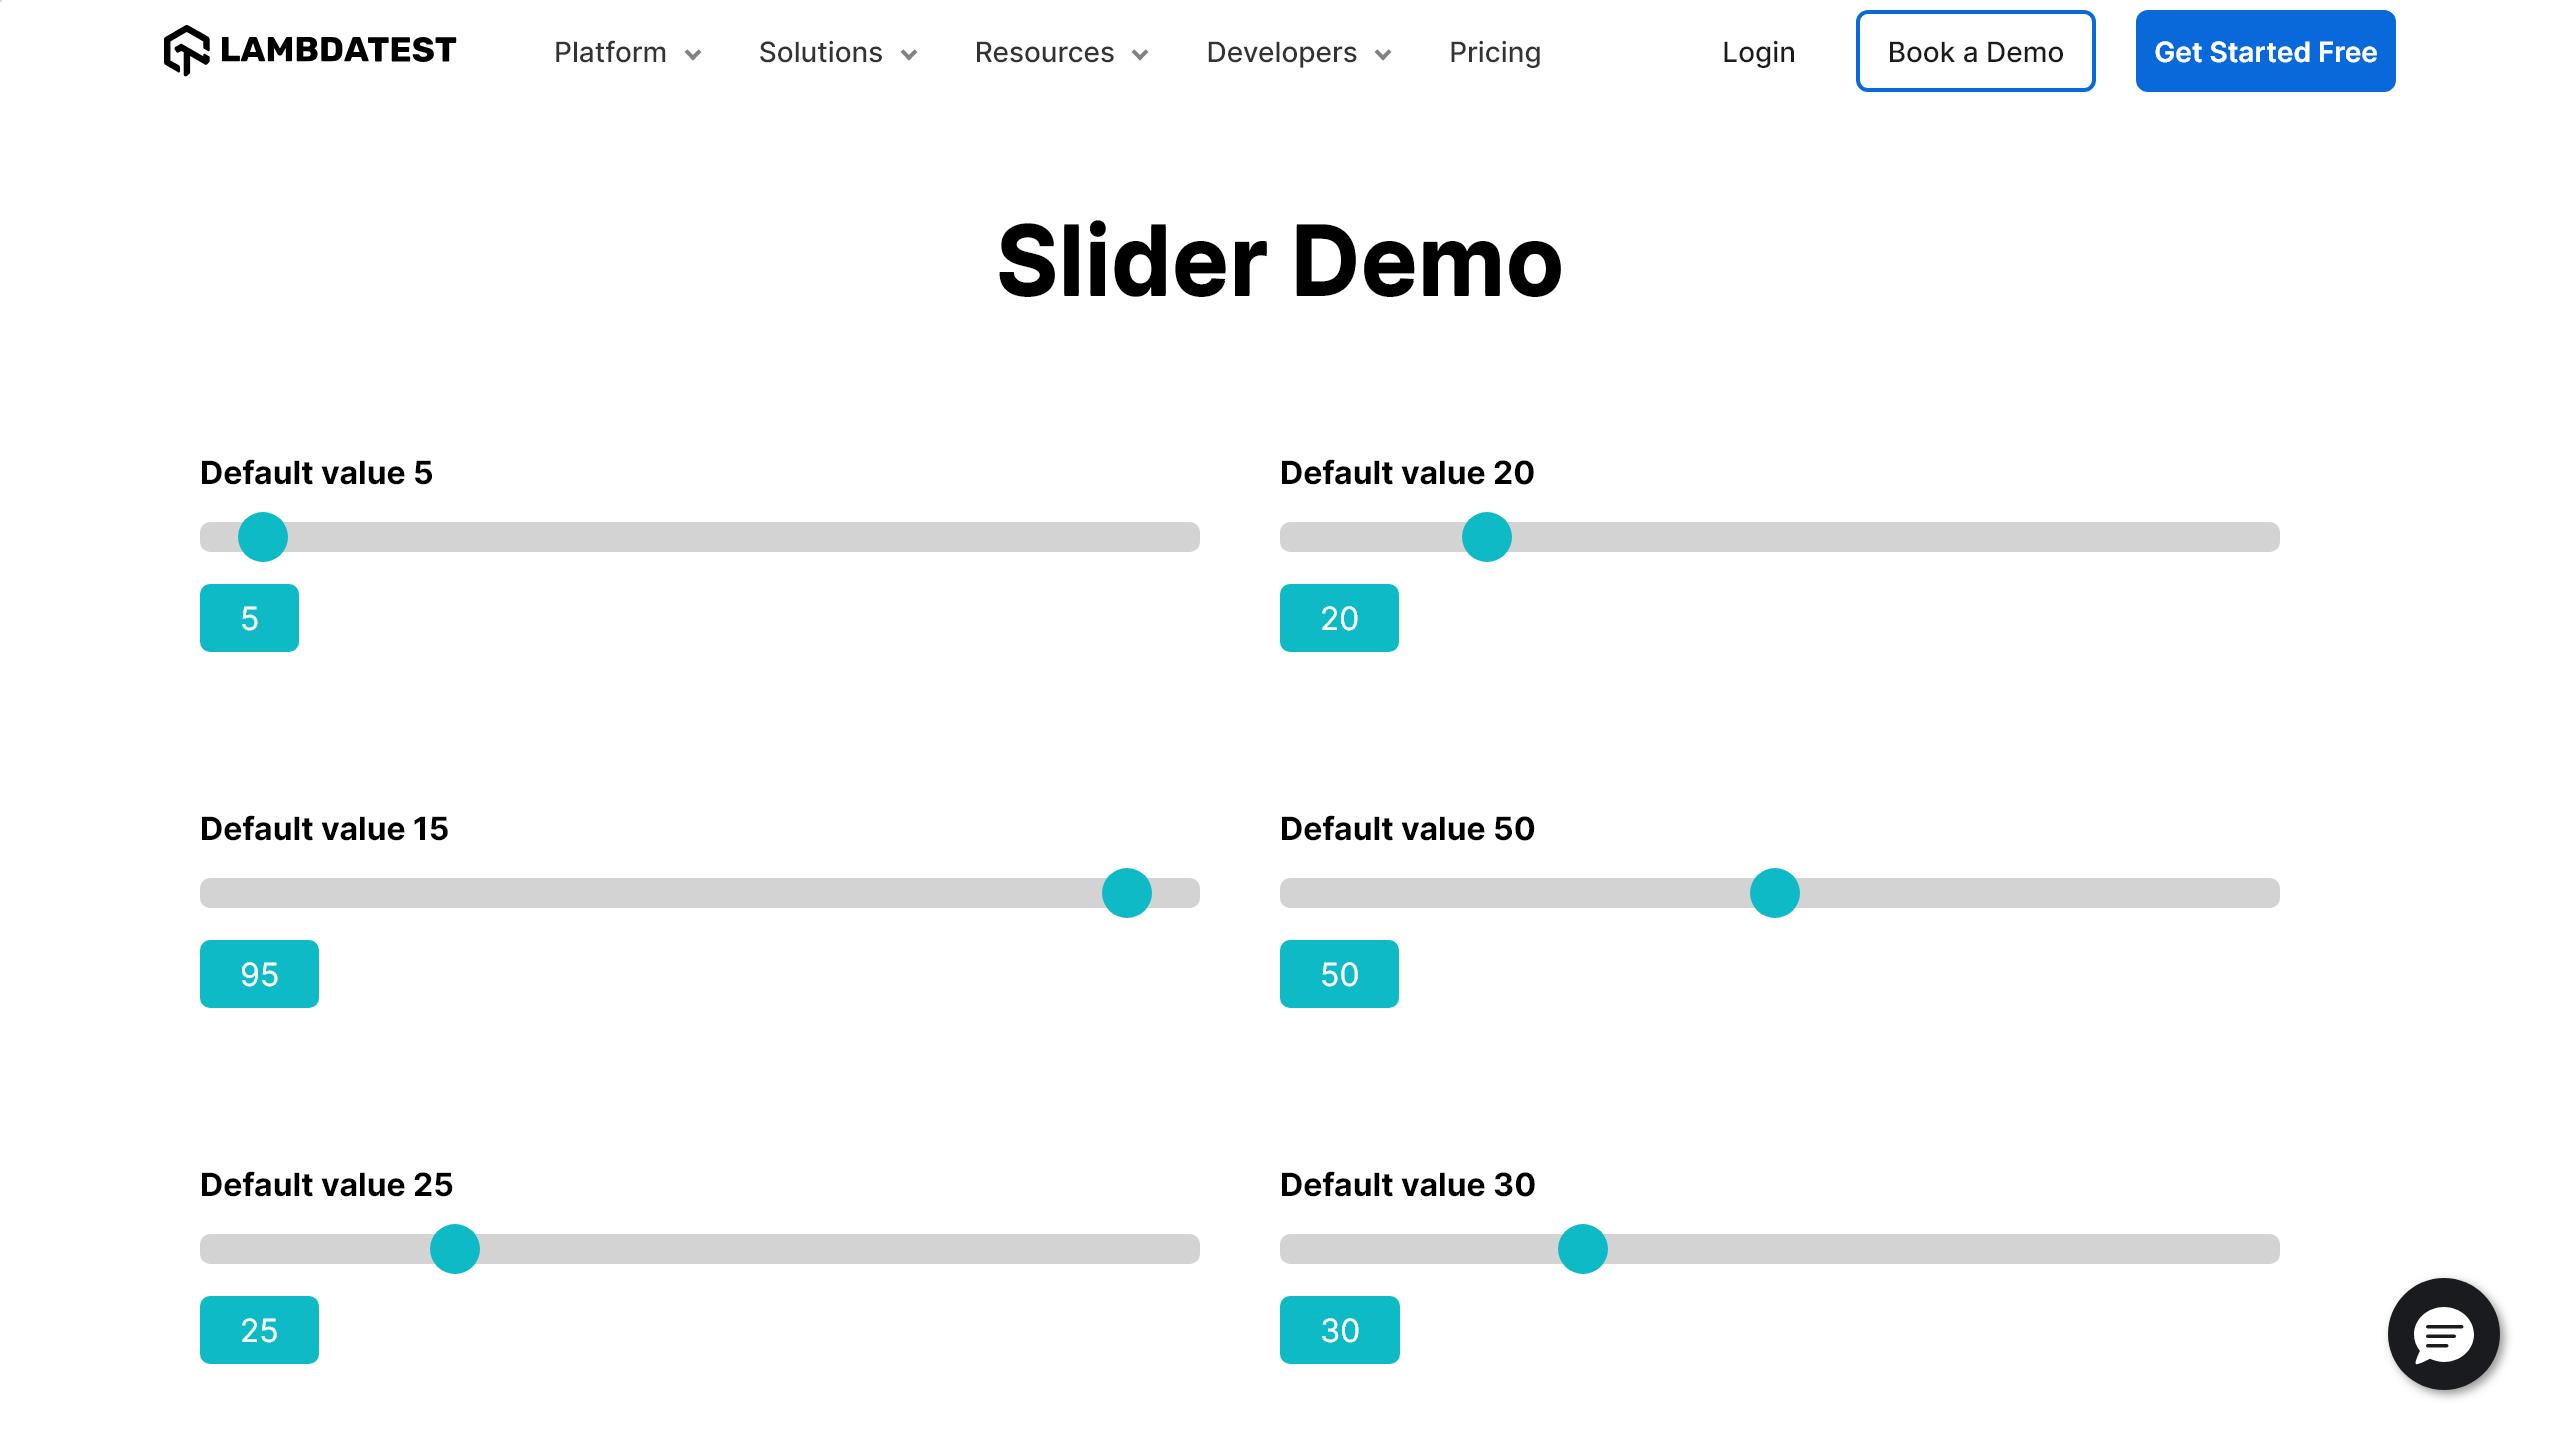 LAMBDATEST Platform Solutions Resources Developers Pricing Login Book a Demo Get Started Free
Slider Demo
Default value 5
5
Default value 20
20
Default value 15
95
Default value 50
50
Default value 25
25
Default value 30
30